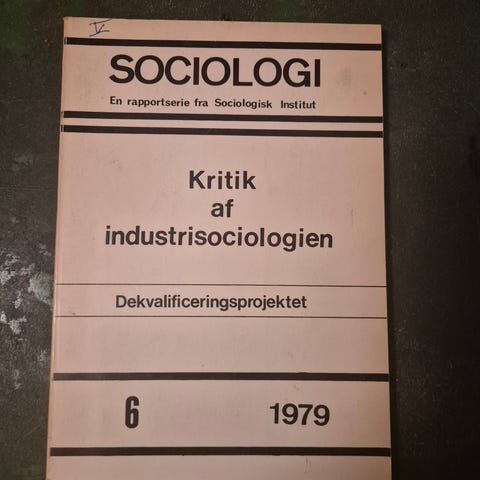 V
SOCIOLOGI
En rapportserie fra Sociologisk Institut
Kritik
af
industrisociologien
Dekvalificeringsprojektet
6 1979